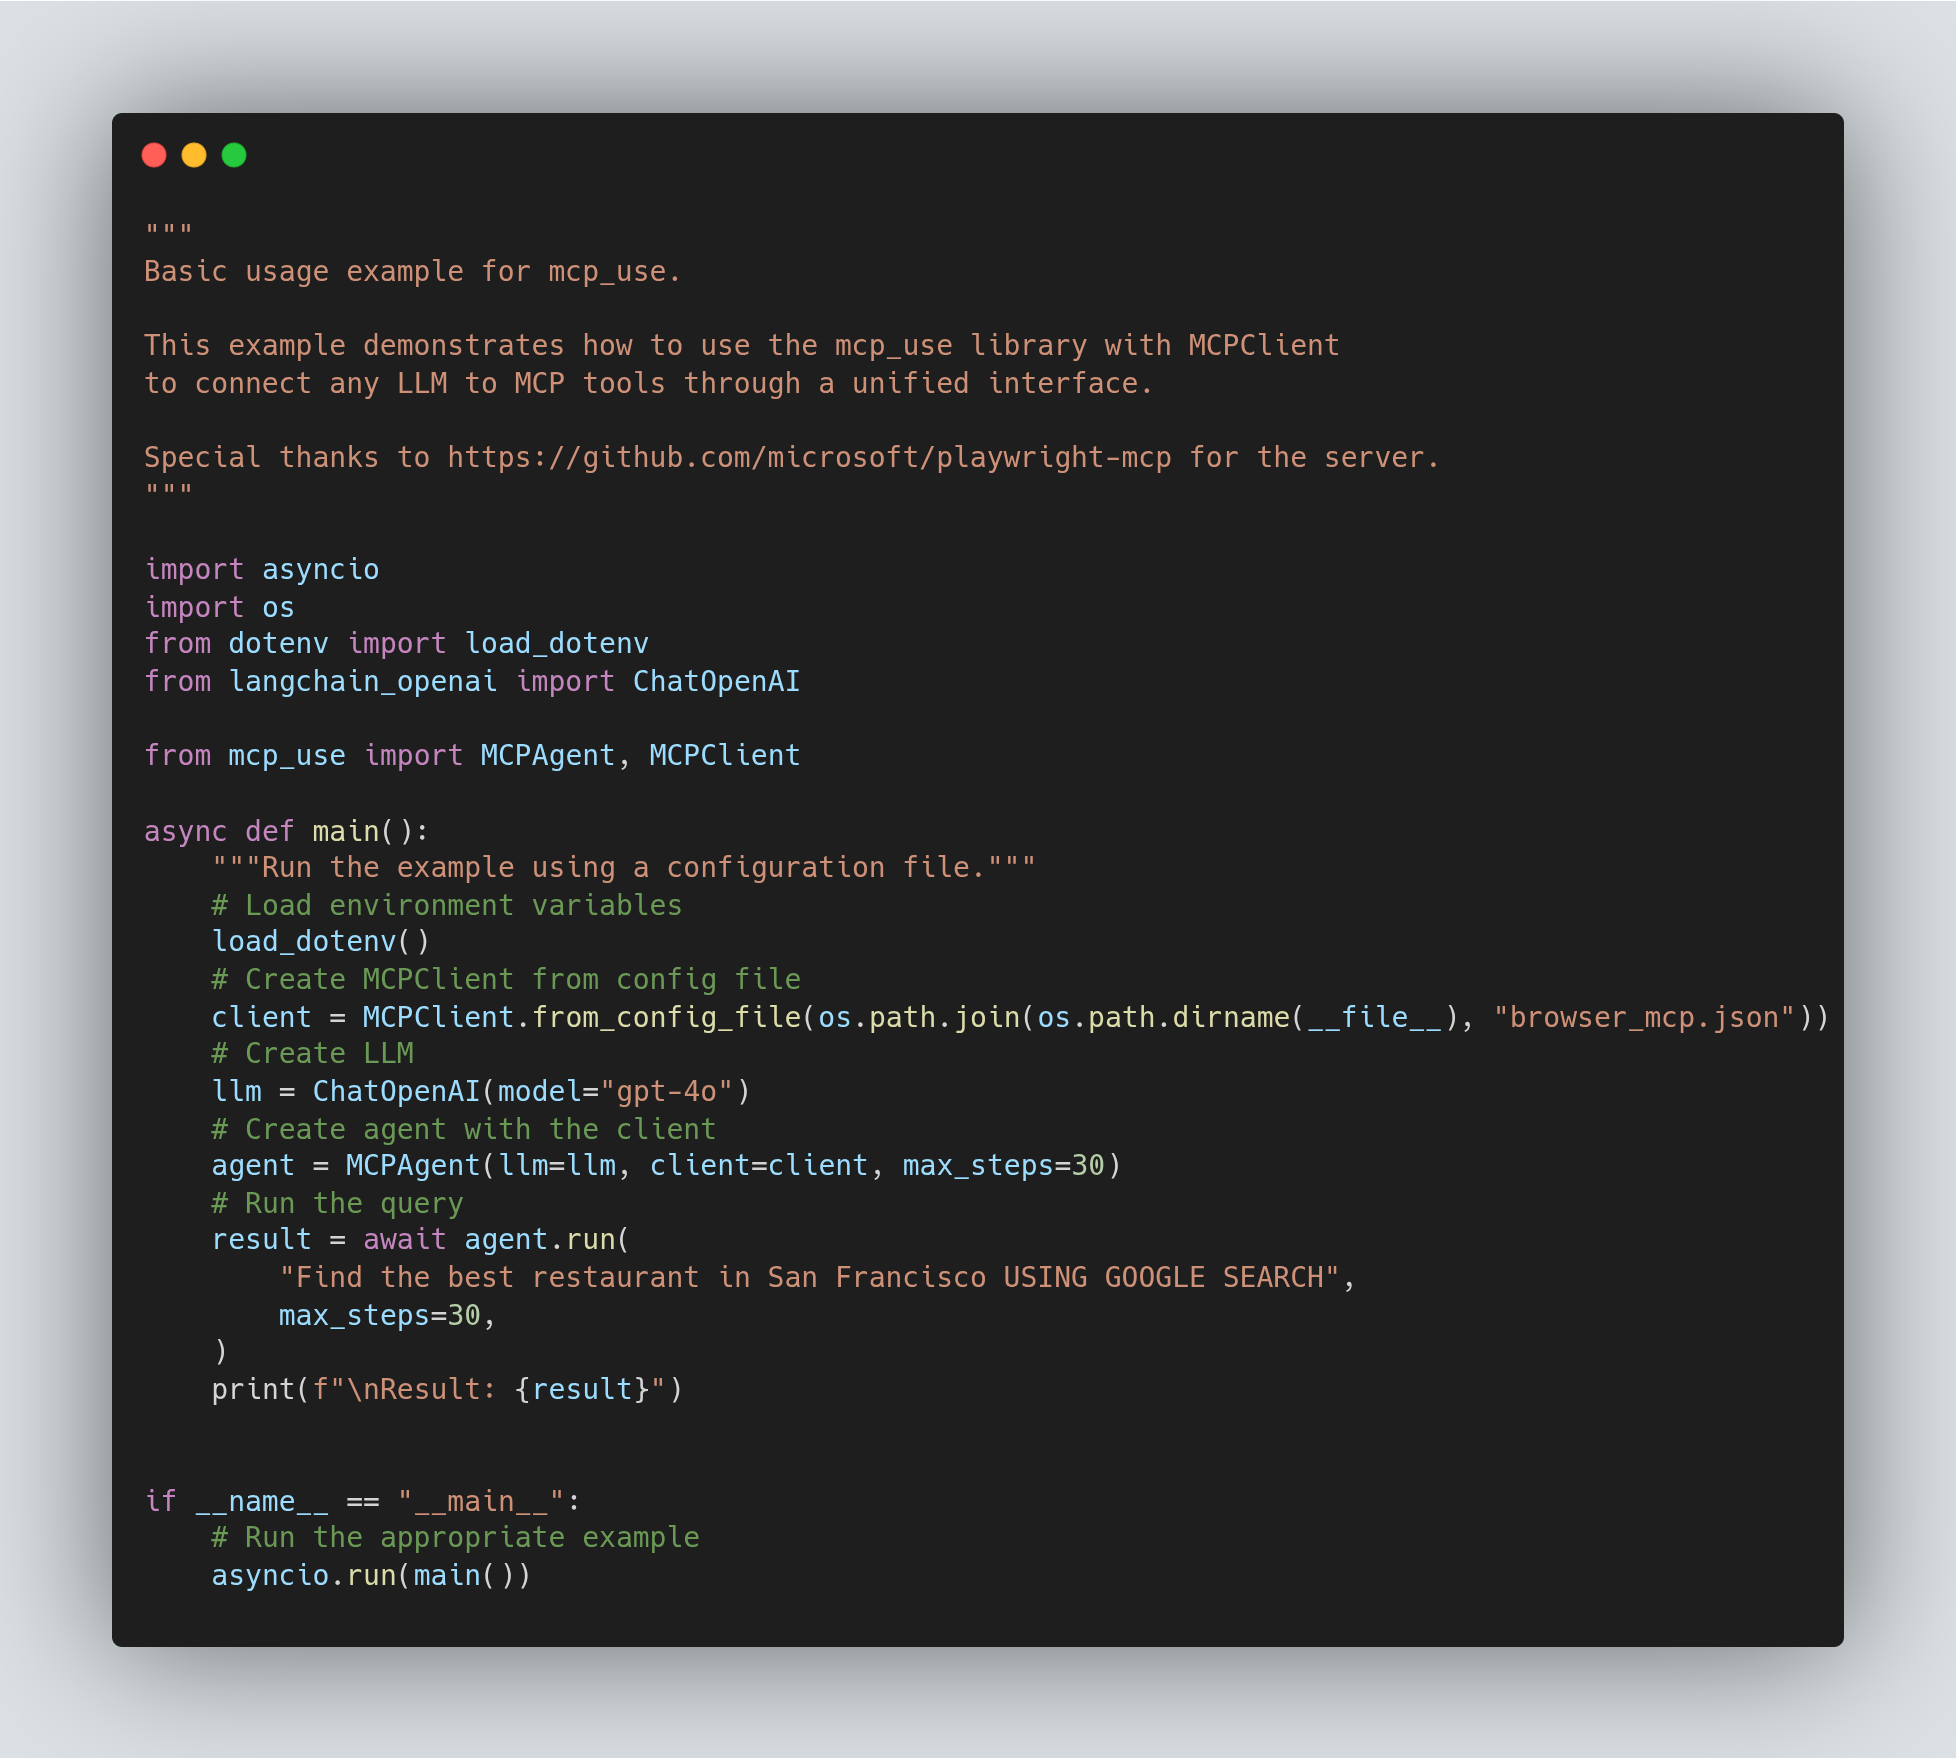 """
Basic usage example for mcp_use.

This example demonstrates how to use the mcp_use library with MCPClient
to connect any LLM to MCP tools through a unified interface.

Special thanks to https://github.com/microsoft/playwright-mcp for the server.
"""

import asyncio
import os
from dotenv import load_dotenv
from langchain_openai import ChatOpenAI

from mcp_use import MCPAgent, MCPClient

async def main():
    """Run the example using a configuration file."""
    # Load environment variables
    load_dotenv()
    # Create MCPClient from config file
    client = MCPClient.from_config_file(os.path.join(os.path.dirname(__file__), "browser_mcp.json"))
    # Create LLM
    llm = ChatOpenAI(model="gpt-4o")
    # Create agent with the client
    agent = MCPAgent(llm=llm, client=client, max_steps=30)
    # Run the query
    result = await agent.run(
        "Find the best restaurant in San Francisco USING GOOGLE SEARCH",
        max_steps=30,
    )
    print(f"\nResult: {result}")


if __name__ == "__main__":
    # Run the appropriate example
    asyncio.run(main())